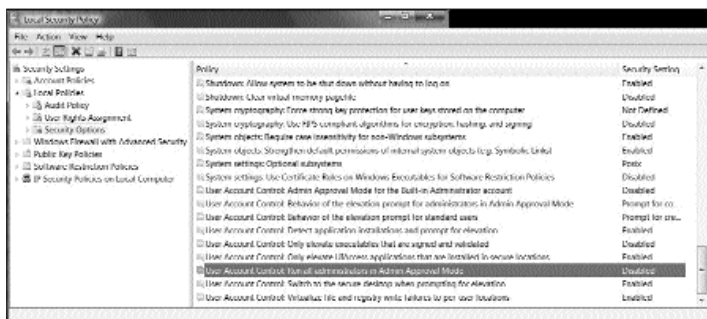 Local Security Policy
File Action View Help
Security Settings
Account Policies
Local Policies
Audit Policy
User Rights Assignment
Security Options
Windows Firewall with Advanced Security
Public Key Policies
Software Restriction Policies
IP Security Policies on Local Computer
Policy Security Setting
Shutdown: Allow system to be shut down without having to log on Enabled
Shutdown: Clear virtual memory pagefile Disabled
System cryptography: Force strong key protection for user keys stored on the computer Not Defined
System cryptography: Use FIPS compliant algorithms for encryption, hashing, and signing Disabled
System objects: Require case insensitivity for non-Windows subsystems Enabled
System objects: Strengthen default permissions of internal system objects (e.g. Symbolic Links) Enabled
System settings: Optional subsystems Posix
System settings: Use Certificate Rules on Windows Executables for Software Restriction Policies Disabled
User Account Control: Admin Approval Mode for the Built-in Administrator account Disabled
User Account Control: Behavior of the elevation prompt for administrators in Admin Approval Mode Prompt for co...
User Account Control: Behavior of the elevation prompt for standard users Prompt for cre...
User Account Control: Detect application installations and prompt for elevation Enabled
User Account Control: Only elevate executables that are signed and validated Disabled
User Account Control: Only elevate UIAccess applications that are installed in secure locations Enabled
User Account Control: Run all administrators in Admin Approval Mode Disabled
User Account Control: Switch to the secure desktop when prompting for elevation Enabled
User Account Control: Virtualize file and registry write failures to per-user locations Enabled